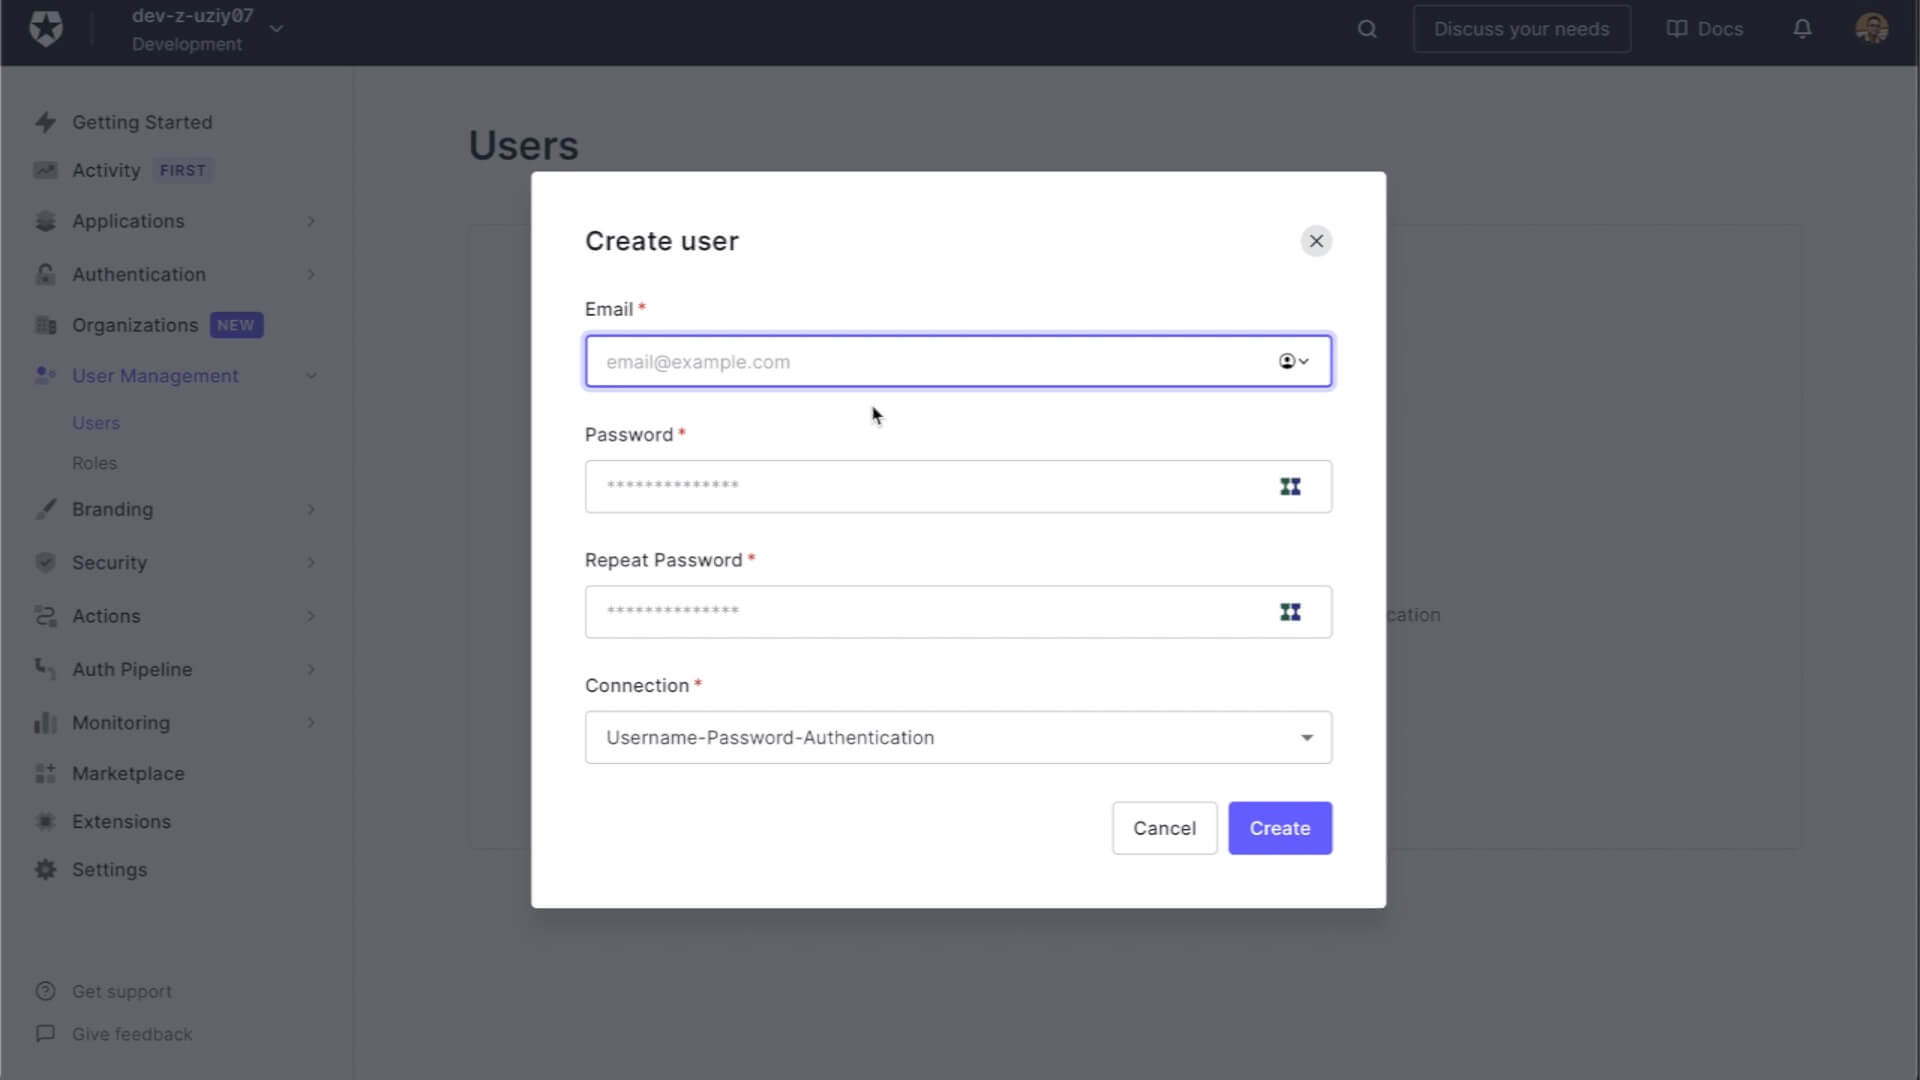 dev-z-uziy07
Development
Discuss your needs
Docs
Getting Started
Activity FIRST
Applications
Authentication
Organizations NEW
User Management
Users
Roles
Branding
Security
Actions
Auth Pipeline
Monitoring
Marketplace
Extensions
Settings
Get support
Give feedback
Users
cation
Create user
Email *
email@example.com
Password *
**************
Repeat Password *
**************
Connection *
Username-Password-Authentication
Cancel
Create